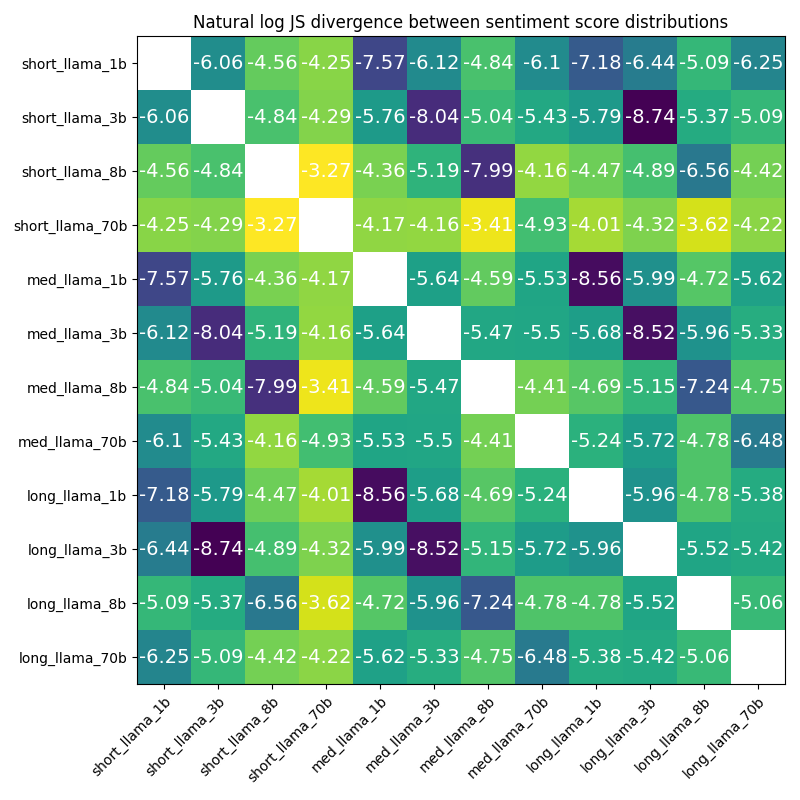 Natural log JS divergence between sentiment score distributions
short_llama_1b -6.06 -4.56 -4.25 -7.57 -6.12 -4.84 -6.1 -7.18 -6.44 -5.09 -6.25
short_llama_3b -6.06 -4.84 -4.29 -5.76 -8.04 -5.04 -5.43 -5.79 -8.74 -5.37 -5.09
short_llama_8b -4.56 -4.84 -3.27 -4.36 -5.19 -7.99 -4.16 -4.47 -4.89 -6.56 -4.42
short_llama_70b -4.25 -4.29 -3.27 -4.17 -4.16 -3.41 -4.93 -4.01 -4.32 -3.62 -4.22
med_llama_1b -7.57 -5.76 -4.36 -4.17 -5.64 -4.59 -5.53 -8.56 -5.99 -4.72 -5.62
med_llama_3b -6.12 -8.04 -5.19 -4.16 -5.64 -5.47 -5.5 -5.68 -8.52 -5.96 -5.33
med_llama_8b -4.84 -5.04 -7.99 -3.41 -4.59 -5.47 -4.41 -4.69 -5.15 -7.24 -4.75
med_llama_70b -6.1 -5.43 -4.16 -4.93 -5.53 -5.5 -4.41 -5.24 -5.72 -4.78 -6.48
long_llama_1b -7.18 -5.79 -4.47 -4.01 -8.56 -5.68 -4.69 -5.24 -5.96 -4.78 -5.38
long_llama_3b -6.44 -8.74 -4.89 -4.32 -5.99 -8.52 -5.15 -5.72 -5.96 -5.52 -5.42
long_llama_8b -5.09 -5.37 -6.56 -3.62 -4.72 -5.96 -7.24 -4.78 -4.78 -5.52 -5.06
long_llama_70b -6.25 -5.09 -4.42 -4.22 -5.62 -5.33 -4.75 -6.48 -5.38 -5.42 -5.06
short_llama_1b short_llama_3b short_llama_8b short_llama_70b med_llama_1b med_llama_3b med_llama_8b med_llama_70b long_llama_1b long_llama_3b long_llama_8b long_llama_70b